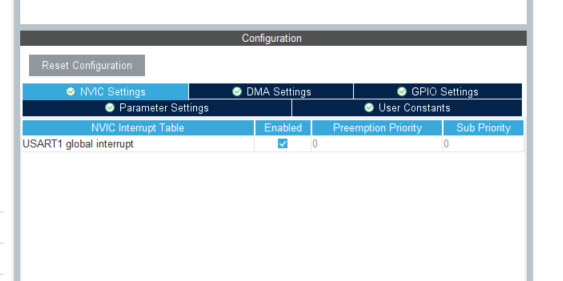 Configuration
Reset Configuration
NVIC Settings DMA Settings GPIO Settings
Parameter Settings User Constants
NVIC Interrupt Table Enabled Preemption Priority Sub Priority
USART1 global interrupt 0 0